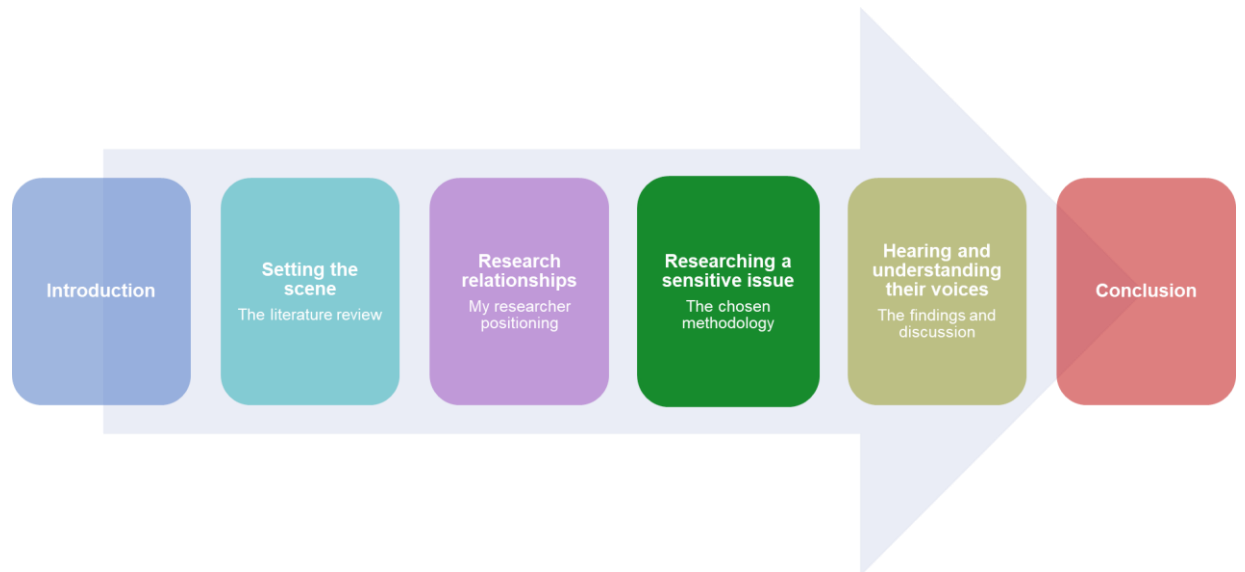 Introduction
Setting the
scene
The literature review
Research
relationships
My researcher
positioning
Researching a
sensitive issue
The chosen
methodology
Hearing and
understanding
their voices
The findings and
discussion
Conclusion